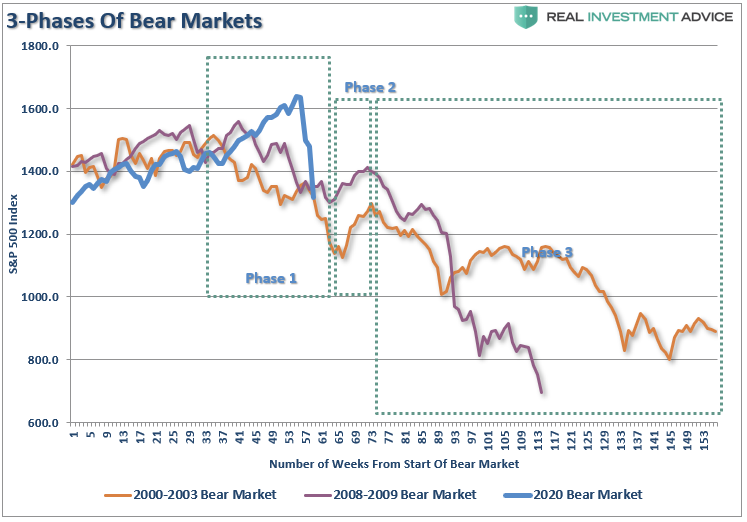 3-Phases Of Bear Markets
REAL INVESTMENT ADVICE
1800.0
1600.0
1400.0
1200.0
1000.0
800.0
600.0
S&P 500 Index
Phase 1
Phase 2
Phase 3
1 5 9 13 17 21 25 29 33 37 41 45 49 53 57 61 65 69 73 77 81 85 89 93 97 101 105 109 113 117 121 125 129 133 137 141 145 149 153
Number of Weeks From Start Of Bear Market
2000-2003 Bear Market
2008-2009 Bear Market
2020 Bear Market